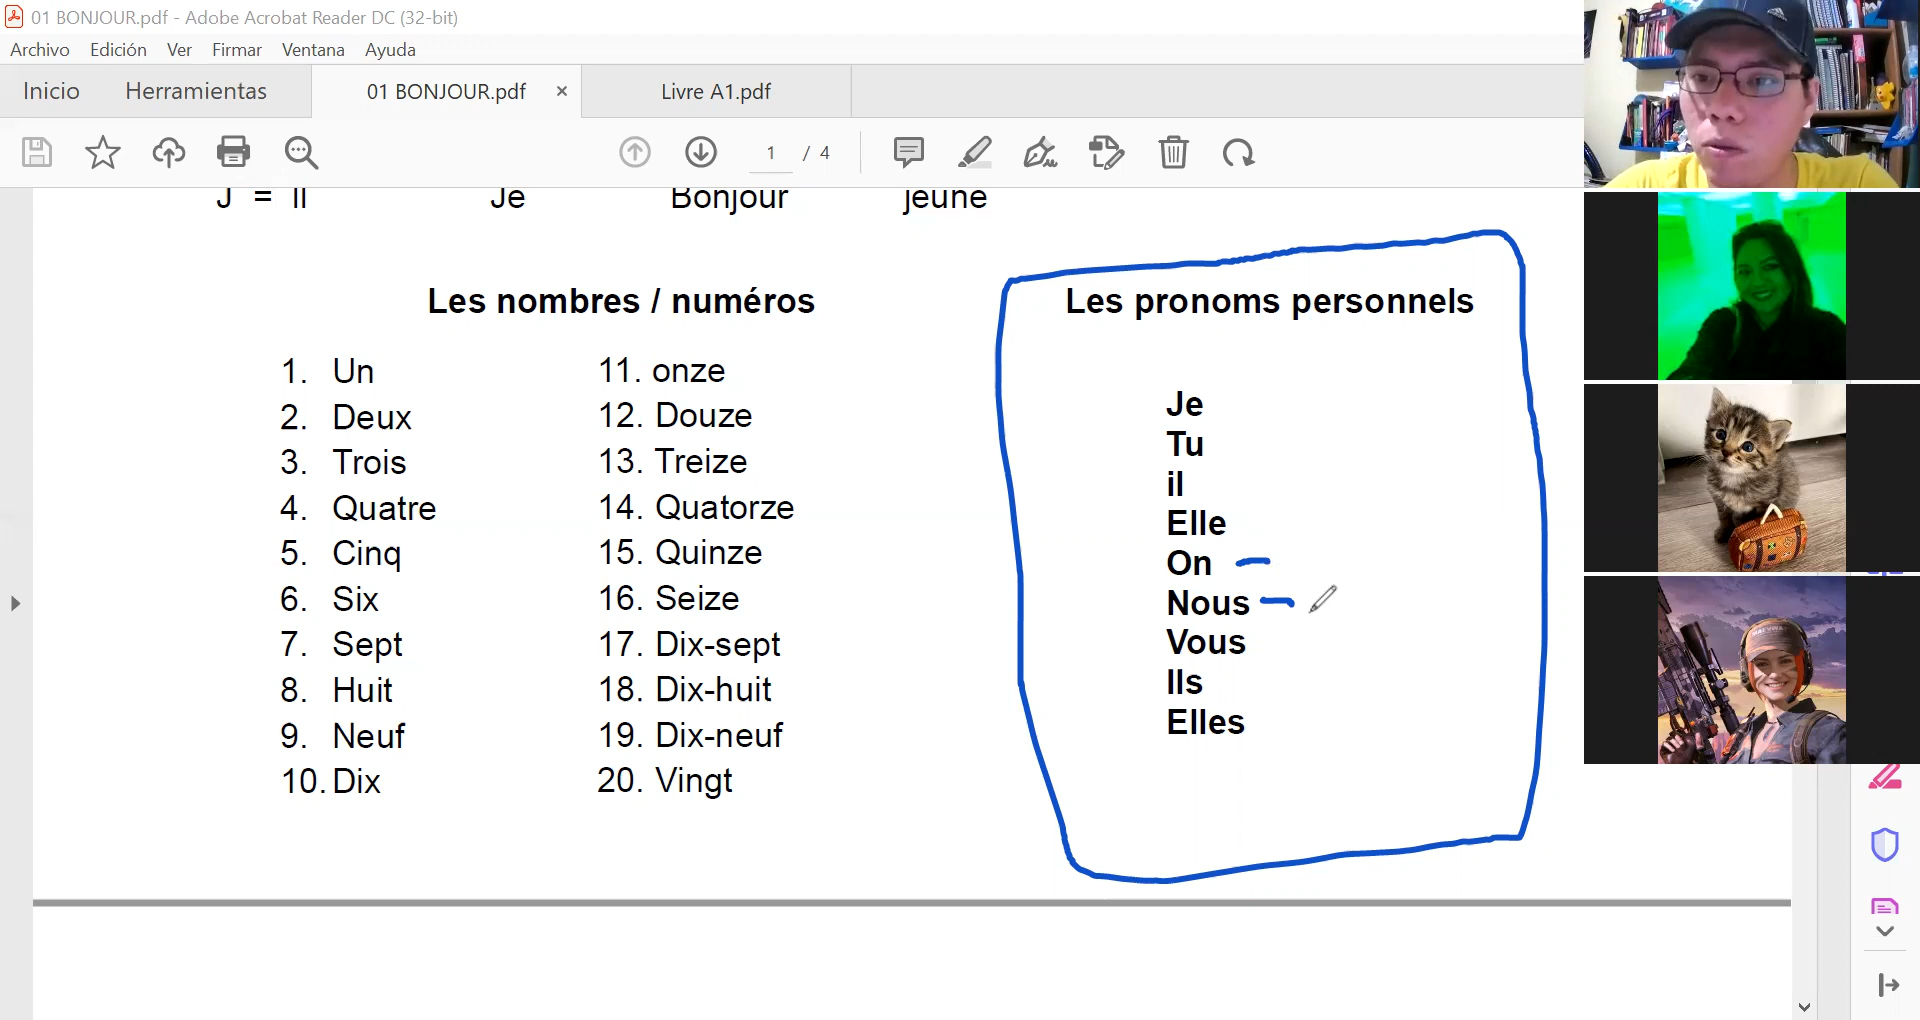 01 BONJOUR.pdf - Adobe Acrobat Reader DC (32-bit)
Archivo Edición Ver Firmar Ventana Ayuda
Inicio Herramientas 01 BONJOUR.pdf × Livre A1.pdf
1 / 4
J = ll Je Bonjour jeune
Les nombres / numéros
1. Un
2. Deux
3. Trois
4. Quatre
5. Cinq
6. Six
7. Sept
8. Huit
9. Neuf
10. Dix
11. onze
12. Douze
13. Treize
14. Quatorze
15. Quinze
16. Seize
17. Dix-sept
18. Dix-huit
19. Dix-neuf
20. Vingt
Les pronoms personnels
Je
Tu
il
Elle
On
Nous
Vous
Ils
Elles